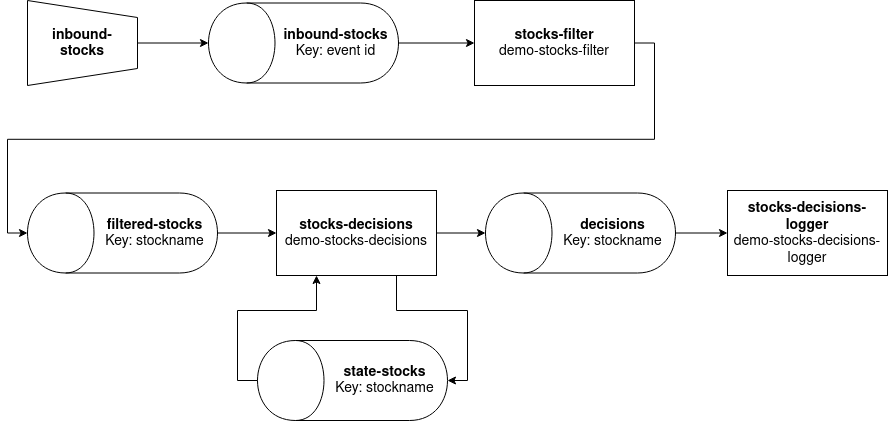 inbound-
stocks
inbound-stocks
Key: event id
stocks-filter
demo-stocks-filter
filtered-stocks
Key: stockname
stocks-decisions
demo-stocks-decisions
decisions
Key: stockname
stocks-decisions-
logger
demo-stocks-decisions-
logger
state-stocks
Key: stockname